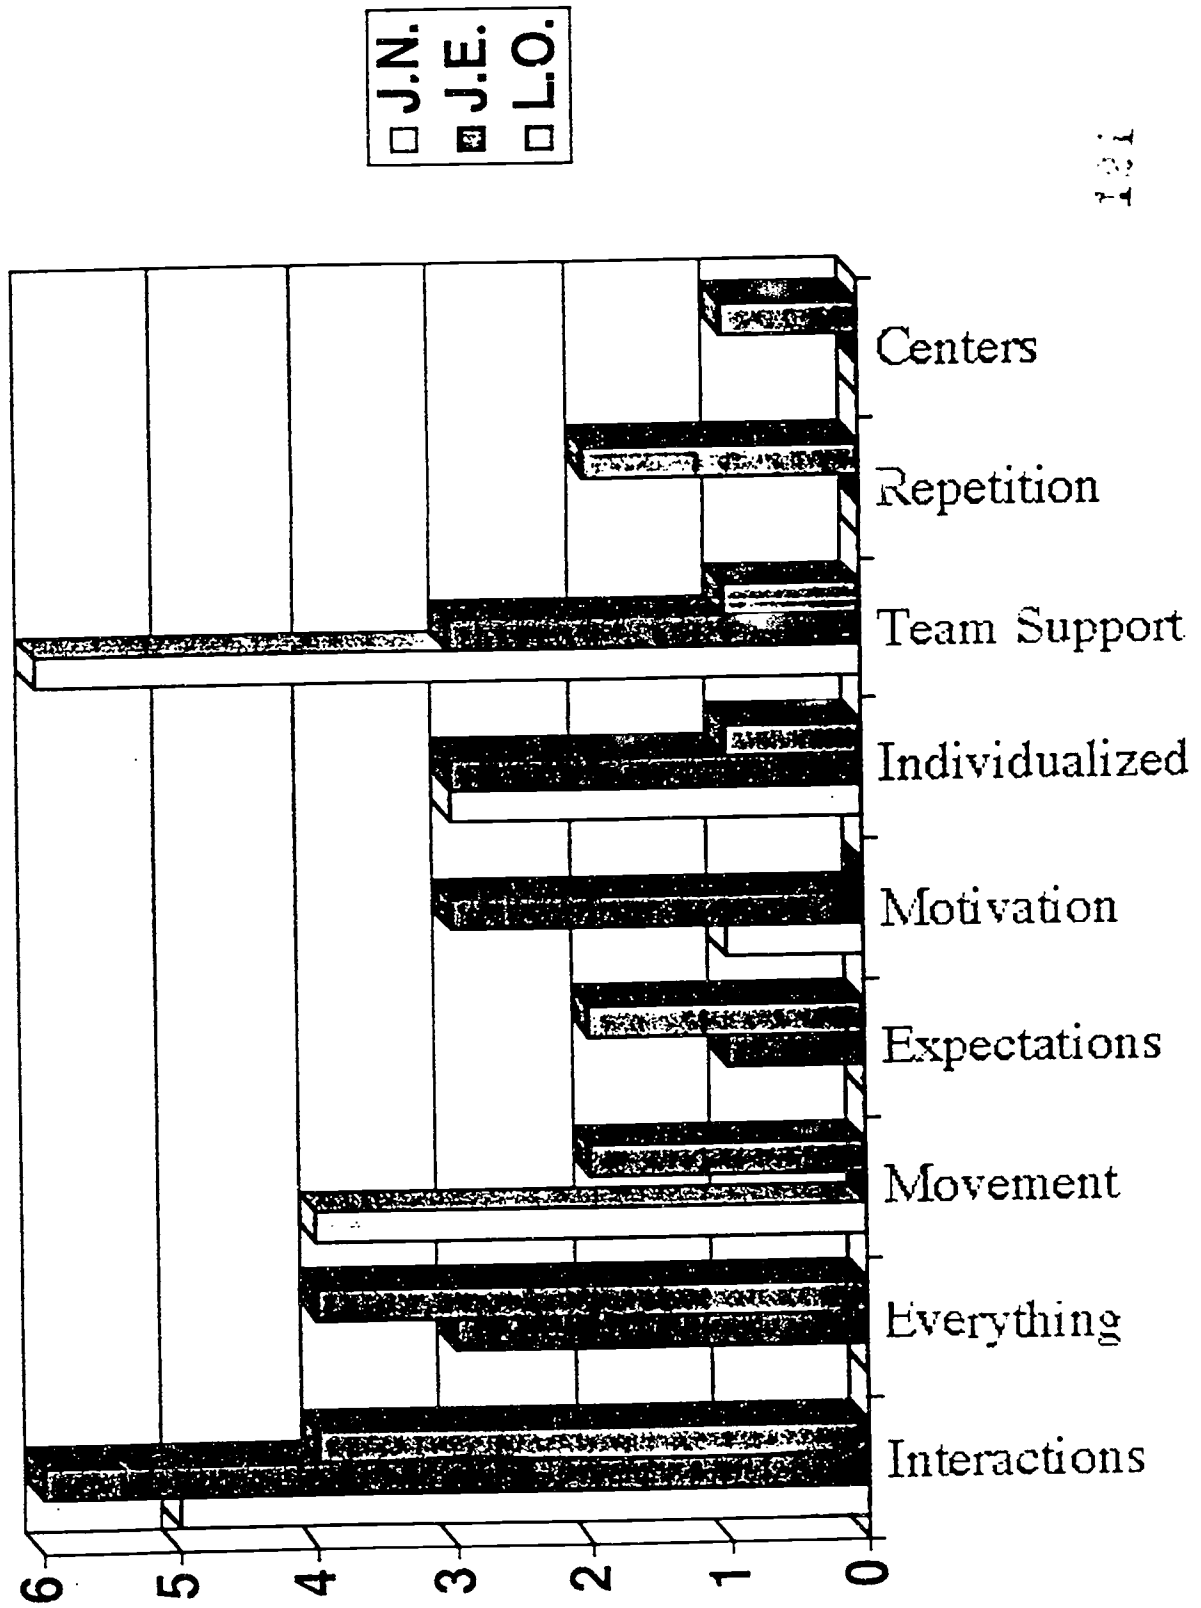 J.N.
J.E.
L.O.
6
5
4
3
2
1
0
Interactions
Everything
Movement
Expectations
Motivation
Individualized
Team Support
Repetition
Centers